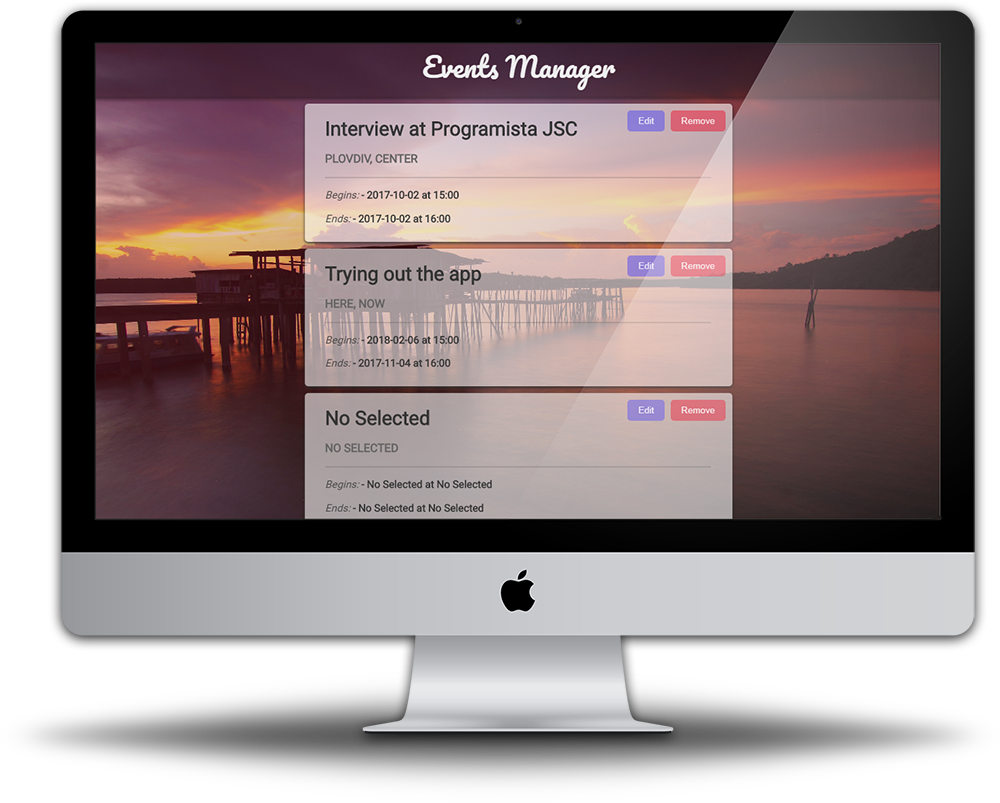 Events Manager
Interview at Programista JSC
Edit
Remove
PLOVDIV, CENTER
Begins: - 2017-10-02 at 15:00
Ends: - 2017-10-02 at 16:00
Trying out the app
Edit
Remove
HERE, NOW
Begins: - 2018-02-06 at 15:00
Ends: - 2017-11-04 at 16:00
No Selected
Edit
Remove
NO SELECTED
Begins: - No Selected at No Selected
Ends: - No Selected at No Selected